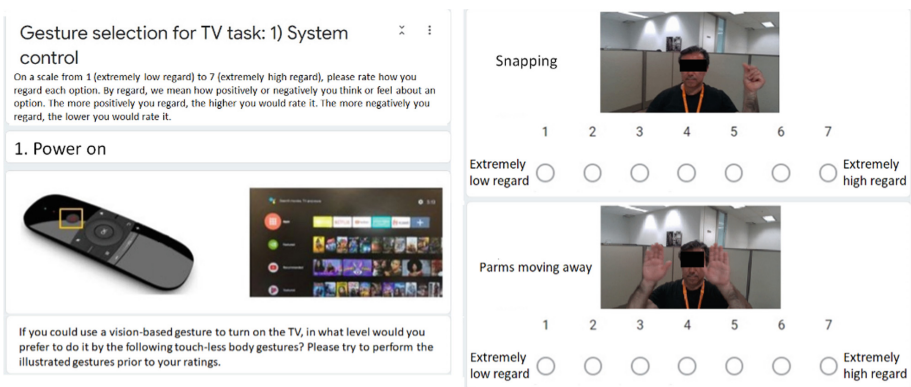 Gesture selection for TV task: 1) System
control
On a scale from 1 (extremely low regard) to 7 (extremely high regard), please rate how you
regard each option. By regard, we mean how positively or negatively you think or feel about an
option. The more positively you regard, the higher you would rate it. The more negatively you
regard, the lower you would rate it.
1. Power on
If you could use a vision-based gesture to turn on the TV, in what level would you
prefer to do it by the following touch-less body gestures? Please try to perform the
illustrated gestures prior to your ratings.
Snapping
1 2 3 4 5 6 7
Extremely
low regard
Extremely
high regard
Parms moving away
1 2 3 4 5 6 7
Extremely
low regard
Extremely
high regard